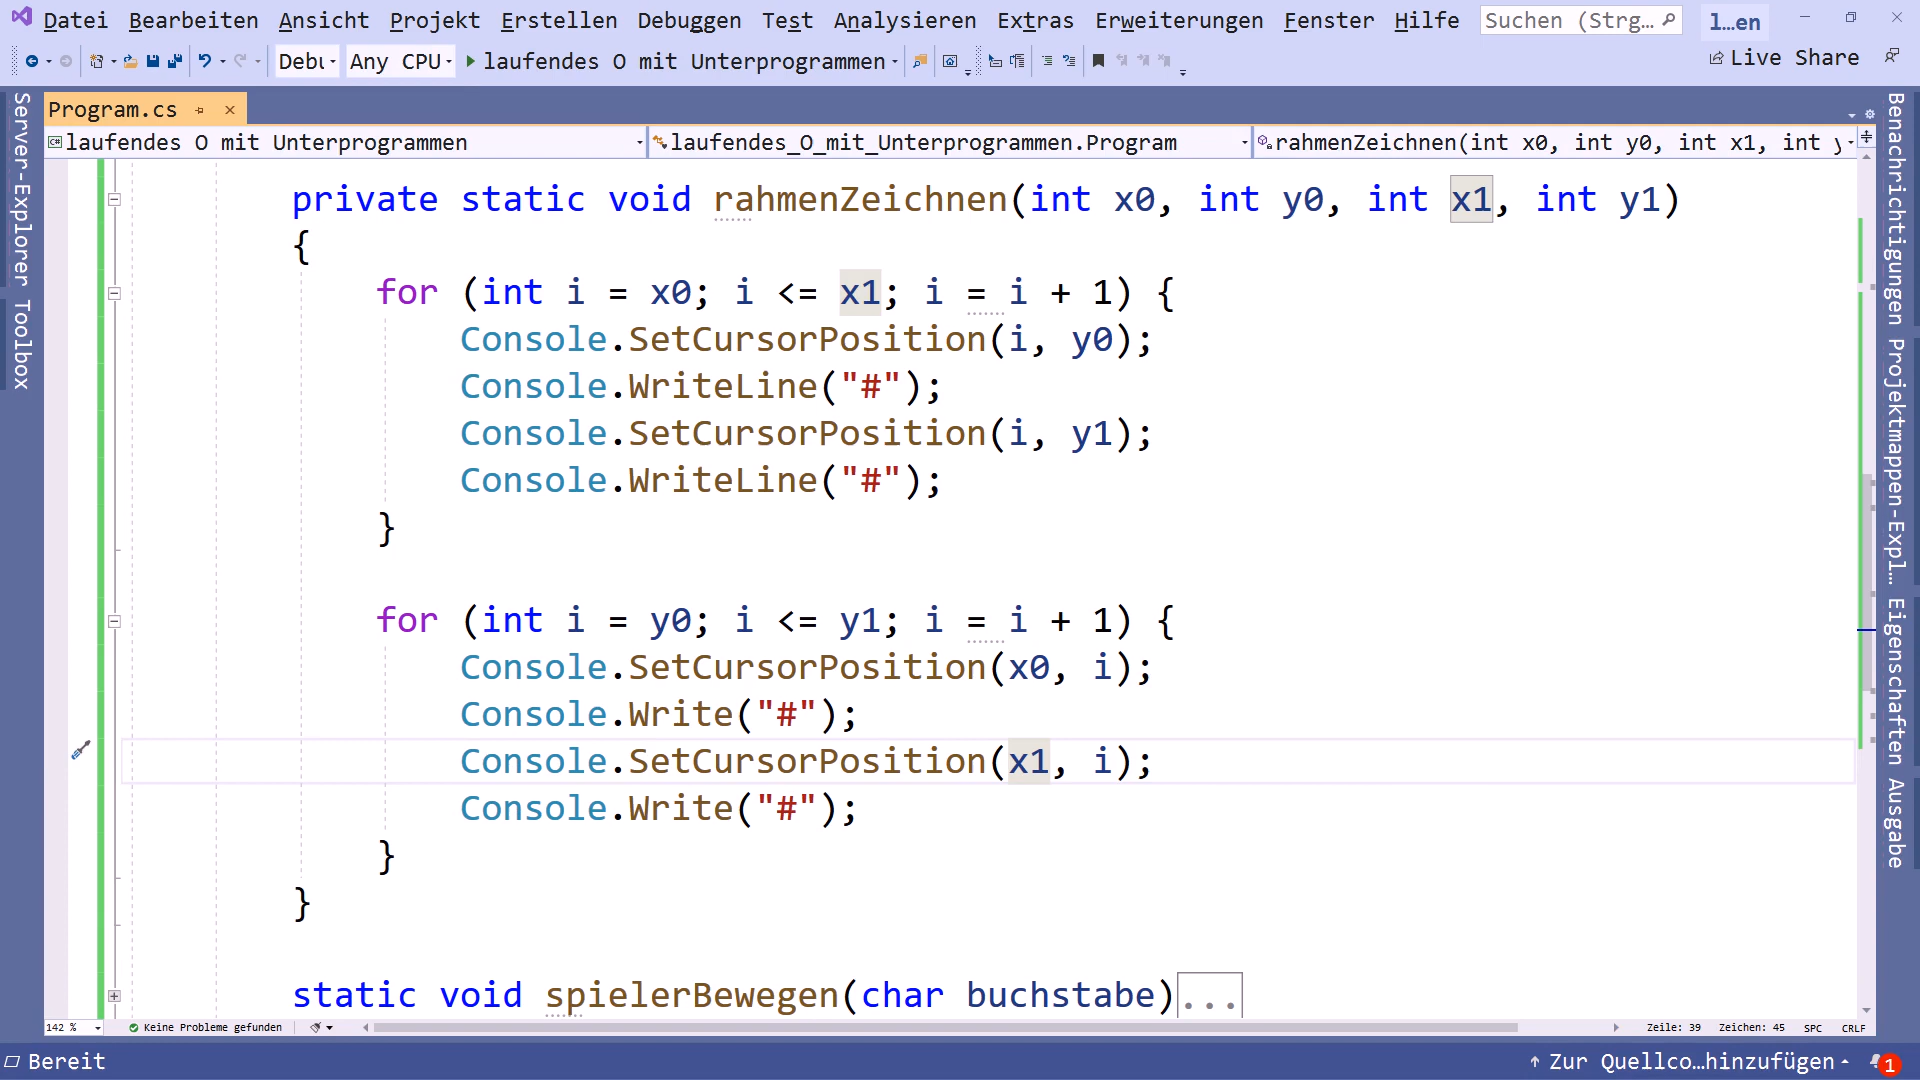 Datei Bearbeiten Ansicht Projekt Erstellen Debuggen Test Analysieren Extras Erweiterungen Fenster Hilfe Suchen (Strg... l...en
Debu Any CPU laufendes O mit Unterprogrammen Live Share
Server-Explorer Toolbox
Program.cs
laufendes O mit Unterprogrammen laufendes_O_mit_Unterprogrammen.Program rahmenZeichnen(int x0, int y0, int x1, int y
private static void rahmenZeichnen(int x0, int y0, int x1, int y1)
{
for (int i = x0; i <= x1; i = i + 1) {
Console.SetCursorPosition(i, y0);
Console.WriteLine("#");
Console.SetCursorPosition(i, y1);
Console.WriteLine("#");
}
for (int i = y0; i <= y1; i = i + 1) {
Console.SetCursorPosition(x0, i);
Console.Write("#");
Console.SetCursorPosition(x1, i);
Console.Write("#");
}
}
static void spielerBewegen(char buchstabe)...
Benachrichtigungen Projektmappen-Expl... Eigenschaften Ausgabe
142 % Keine Probleme gefunden Zeile: 39 Zeichen: 45 SPC CRLF
Bereit Zur Quellco...hinzufügen 1